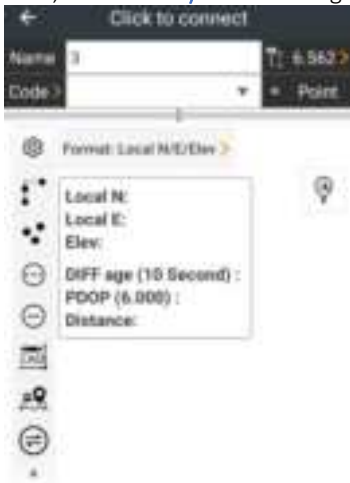 Click to connect
Name 3 6.562 >
Code > Point
Format: Local N/E/Elev >
Local N:
Local E:
Elev:
DIFF age (10 Second) :
PDOP (6.000) :
Distance: